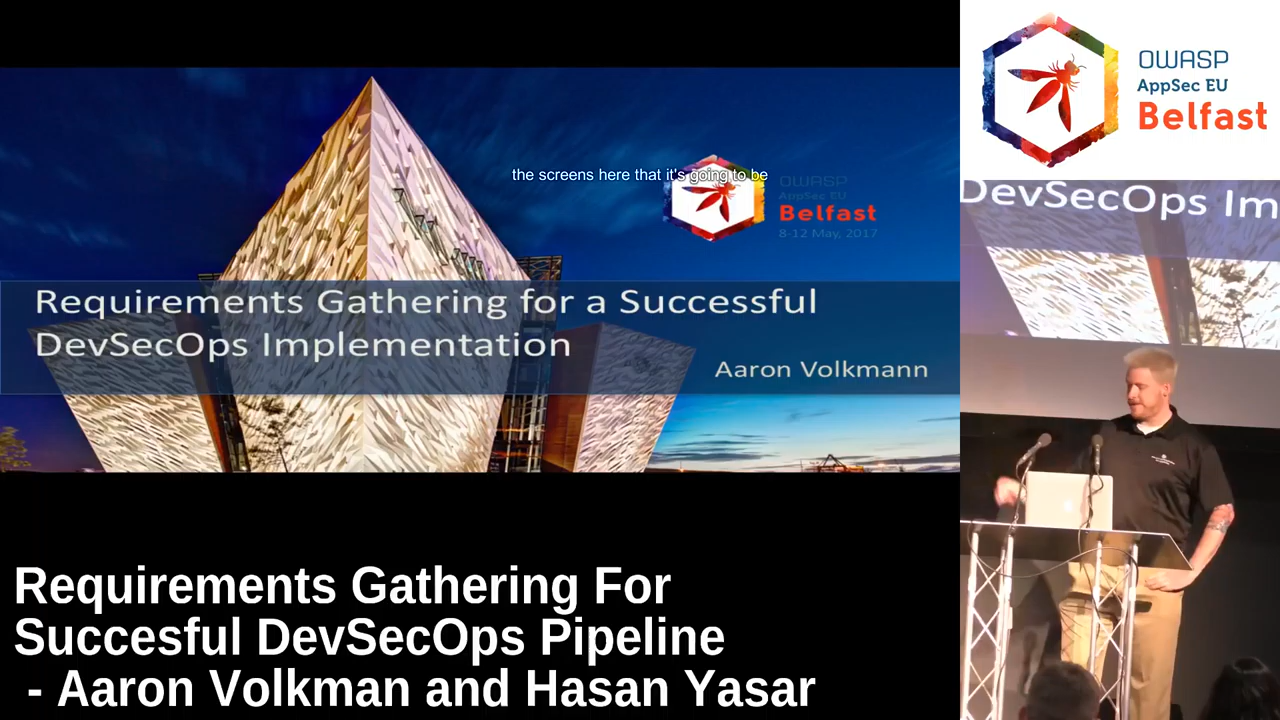 the screens here that it's going to be
OWASP
AppSec EU
Belfast
8-12 May, 2017
Requirements Gathering for a Successful
DevSecOps Implementation
Aaron Volkmann
Requirements Gathering For
Succesful DevSecOps Pipeline
- Aaron Volkman and Hasan Yasar
OWASP
AppSec EU
Belfast
DevSecOps Im